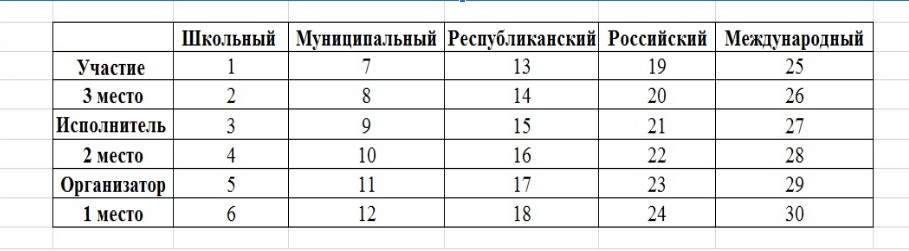 Школьный Муниципальный Республиканский Российский Международный
Участие 1 7 13 19 25
3 место 2 8 14 20 26
Исполнитель 3 9 15 21 27
2 место 4 10 16 22 28
Организатор 5 11 17 23 29
1 место 6 12 18 24 30